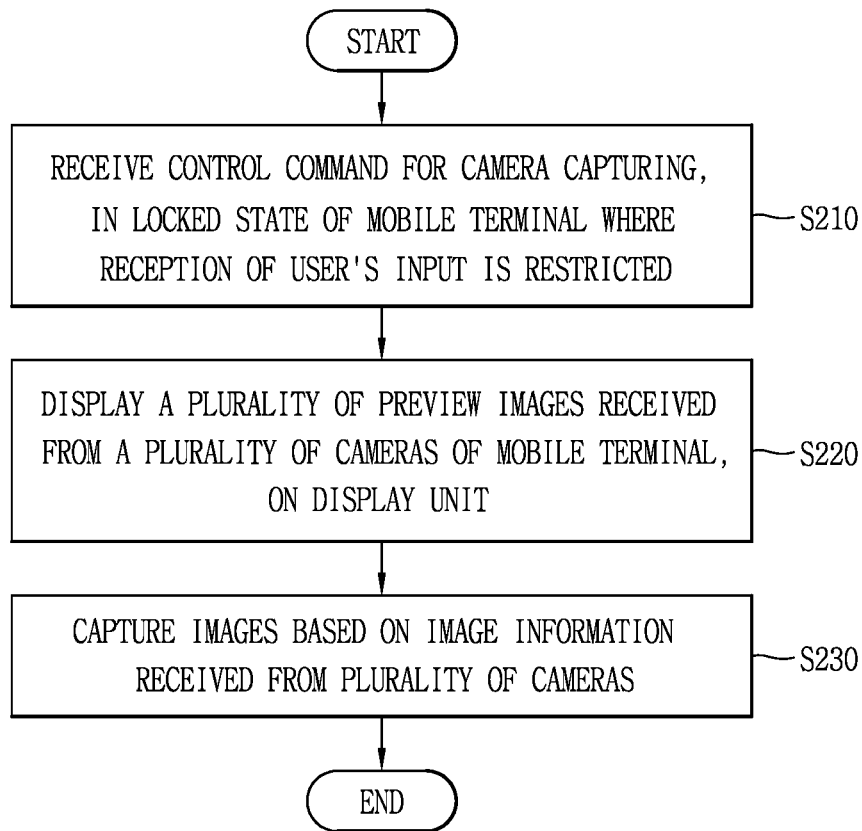 START
RECEIVE CONTROL COMMAND FOR CAMERA CAPTURING,
IN LOCKED STATE OF MOBILE TERMINAL WHERE
RECEPTION OF USER'S INPUT IS RESTRICTED
S210
DISPLAY A PLURALITY OF PREVIEW IMAGES RECEIVED
FROM A PLURALITY OF CAMERAS OF MOBILE TERMINAL,
ON DISPLAY UNIT
S220
CAPTURE IMAGES BASED ON IMAGE INFORMATION
RECEIVED FROM PLURALITY OF CAMERAS
S230
END